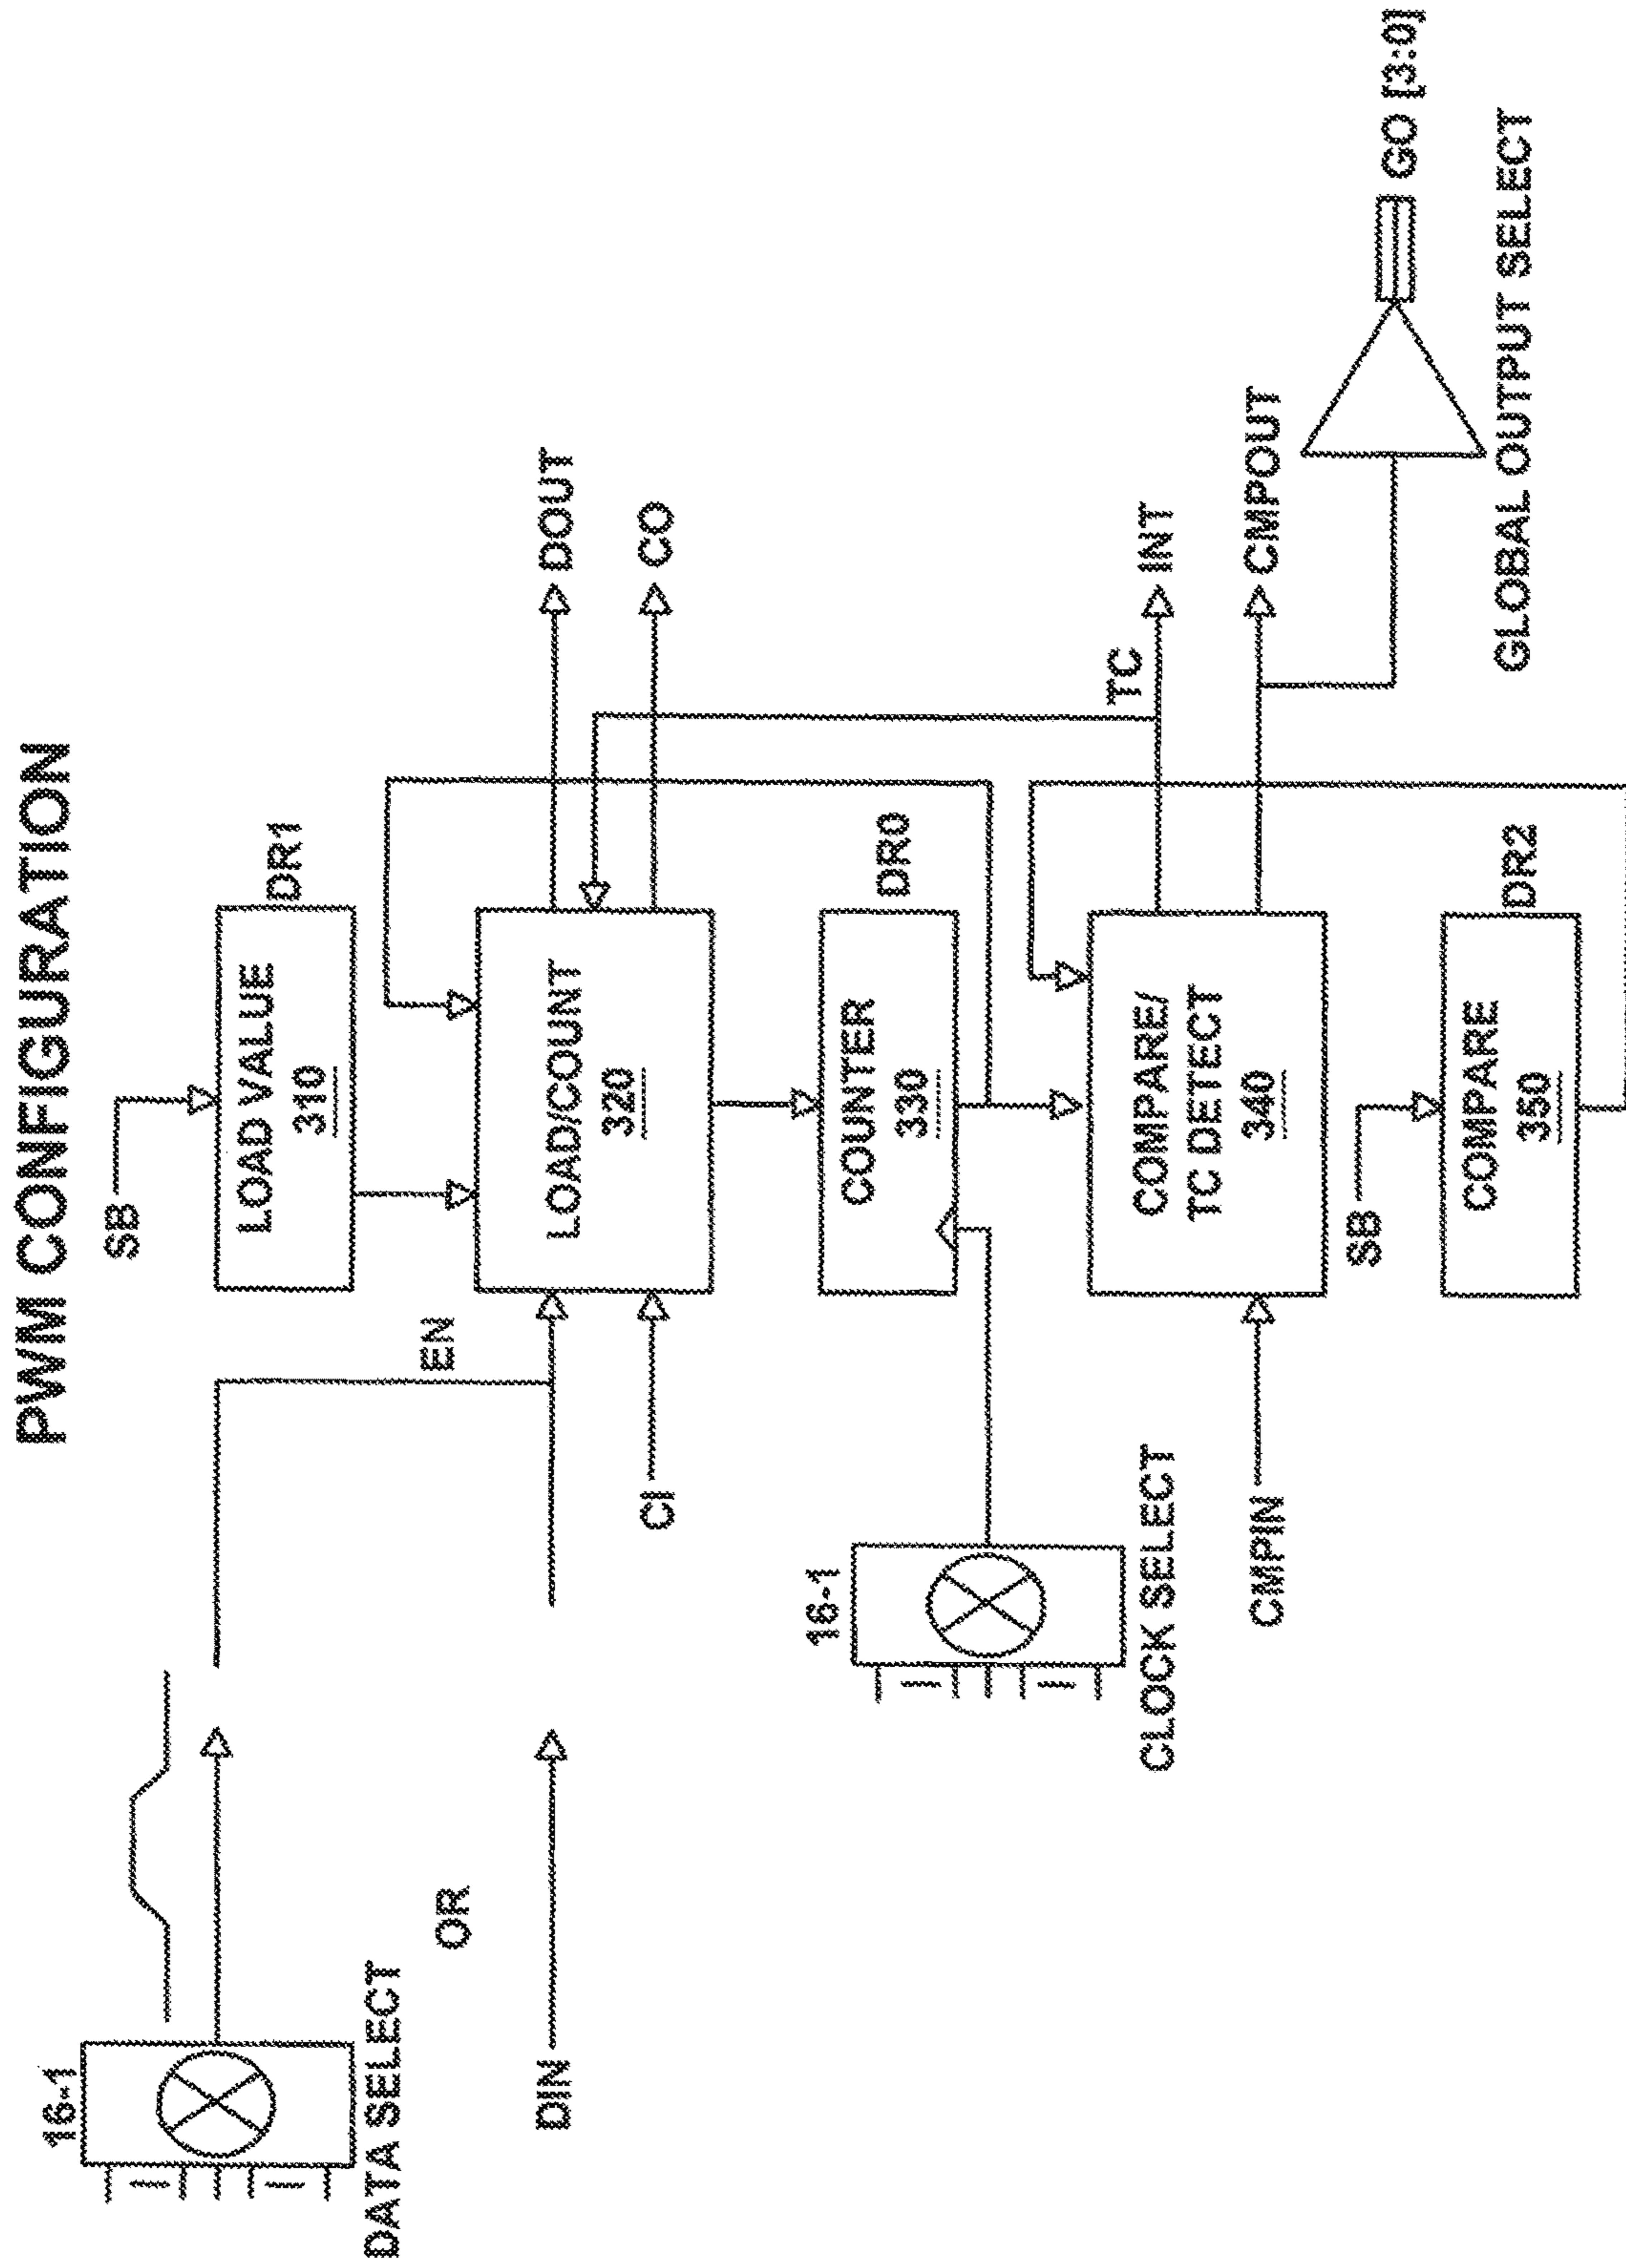 PWM CONFIGURATION
16-1
DATA SELECT
OR
DIN
SB
LOAD VALUE
310
DR1
EN
CI
LOAD/COUNT
320
DOUT
CO
16-1
CLOCK SELECT
COUNTER
330
DR0
CMPIN
COMPARE/
TC DETECT
340
TC
INT
CMPOUT
SB
COMPARE
350
DR2
GO [3:0]
GLOBAL OUTPUT SELECT